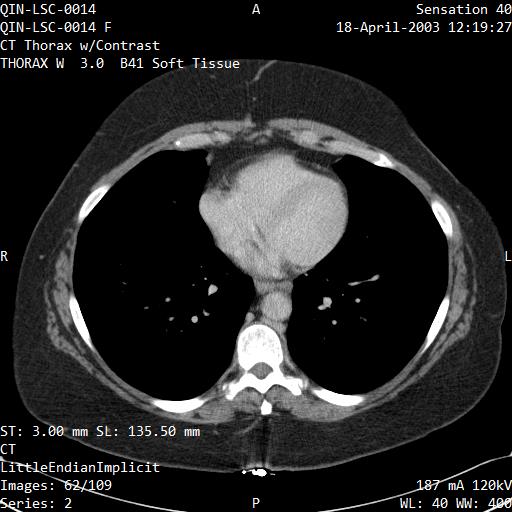 QIN-LSC-0014
A
Sensation 40
QIN-LSC-0014 F
18-April-2003 12:19:27
CT Thorax w/Contrast
THORAX W 3.0 B41 Soft Tissue
R
L
ST: 3.00 mm SL: 135.50 mm
CT
LittleEndianImplicit
Images: 62/109
187 mA 120kV
Series: 2
P
WL: 40 WW: 400